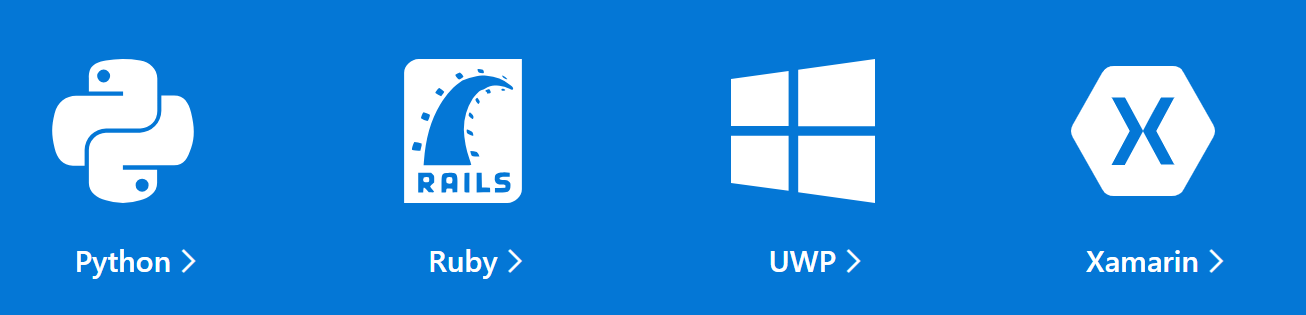 RAILS
Python
Ruby
UWP
Xamarin